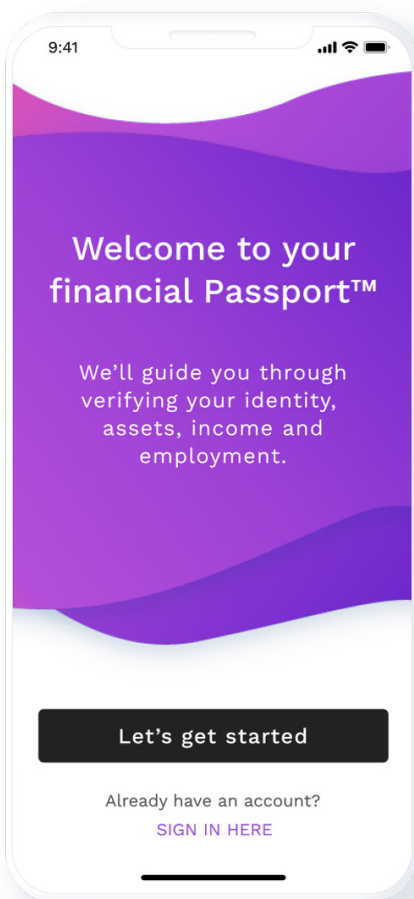 9:41
Welcome to your
financial Passport™
We’ll guide you through
verifying your identity,
assets, income and
employment.
Let’s get started
Already have an account?
SIGN IN HERE